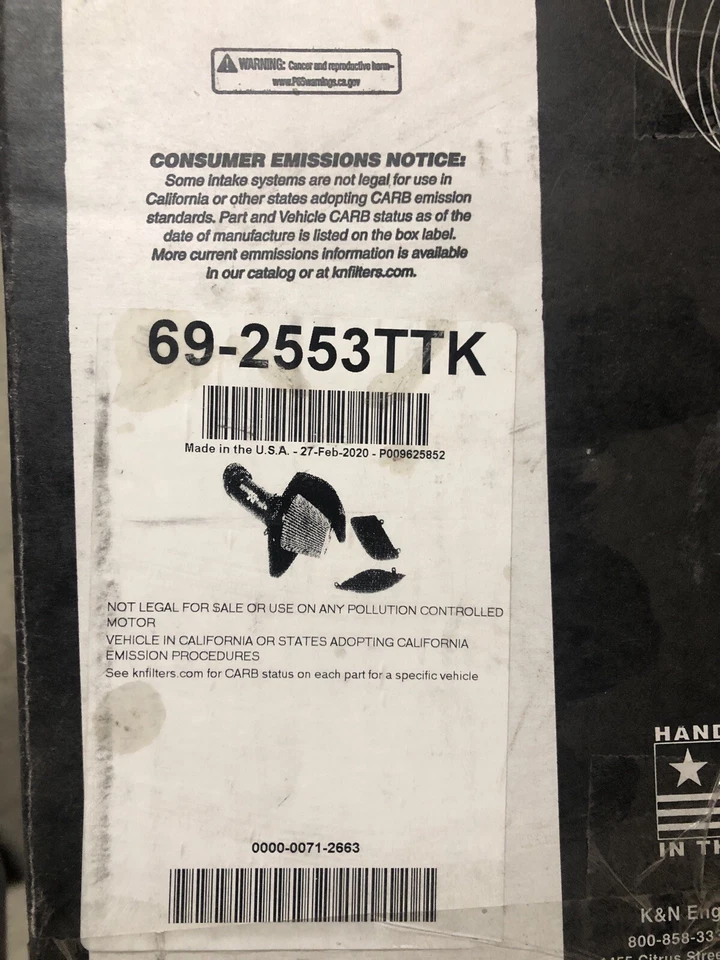 WARNING: Cancer and reproductive harm-
www.P65warnings.ca.gov
CONSUMER EMISSIONS NOTICE:
Some intake systems are not legal for use in
California or other states adopting CARB emission
standards. Part and Vehicle CARB status as of the
date of manufacture is listed on the box label.
More current emmissions information is available
in our catalog or at knfilters.com.
69-2553TTK
Made in the U.S.A. - 27-Feb-2020 - P009625852
NOT LEGAL FOR SALE OR USE ON ANY POLLUTION CONTROLLED
MOTOR
VEHICLE IN CALIFORNIA OR STATES ADOPTING CALIFORNIA
EMISSION PROCEDURES
See knfilters.com for CARB status on each part for a specific vehicle
0000-0071-2663
HAND
IN TH
K&N Eng
800-858-33
Citrus Stree